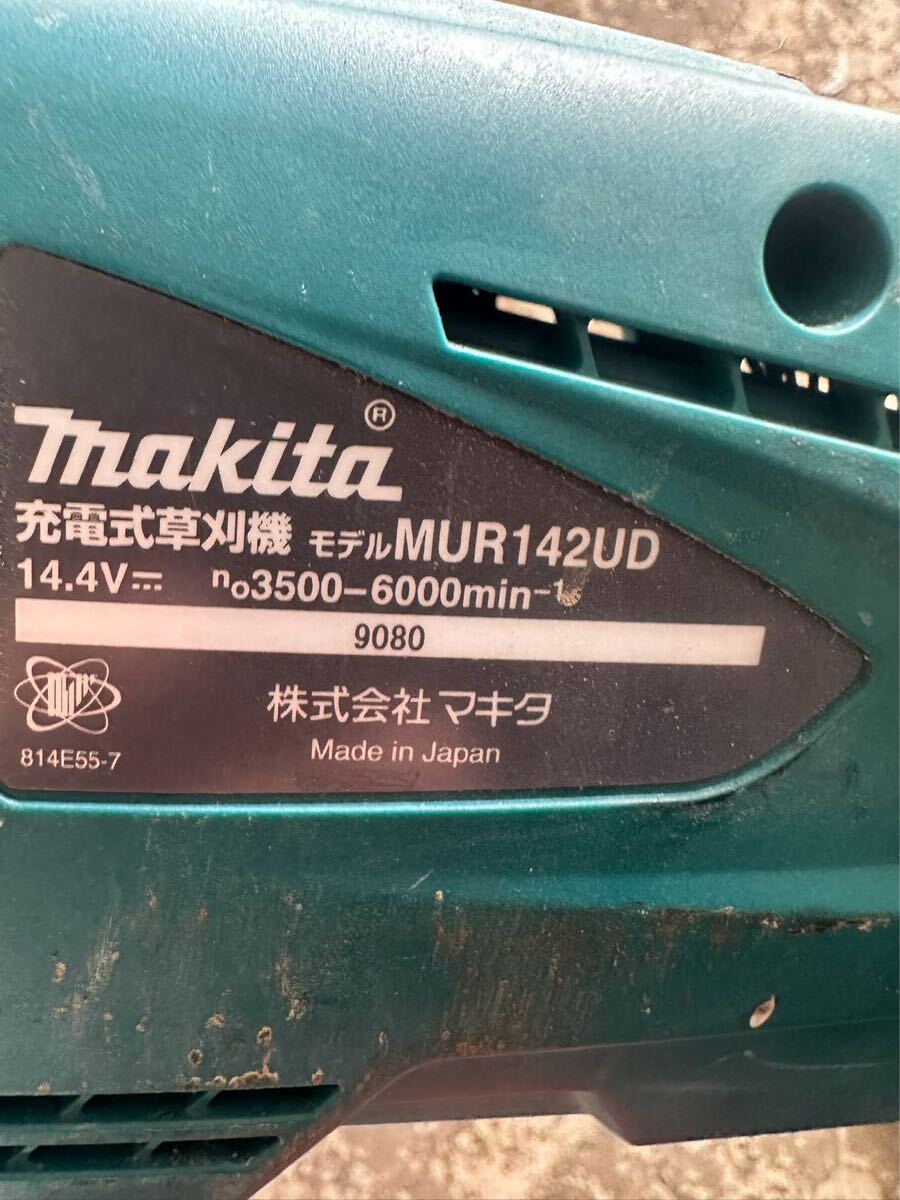 makita®
充電式草刈機 モデルMUR142UD
14.4V⎓ n₀3500-6000min⁻¹
9080
株式会社マキタ
814E55-7
Made in Japan